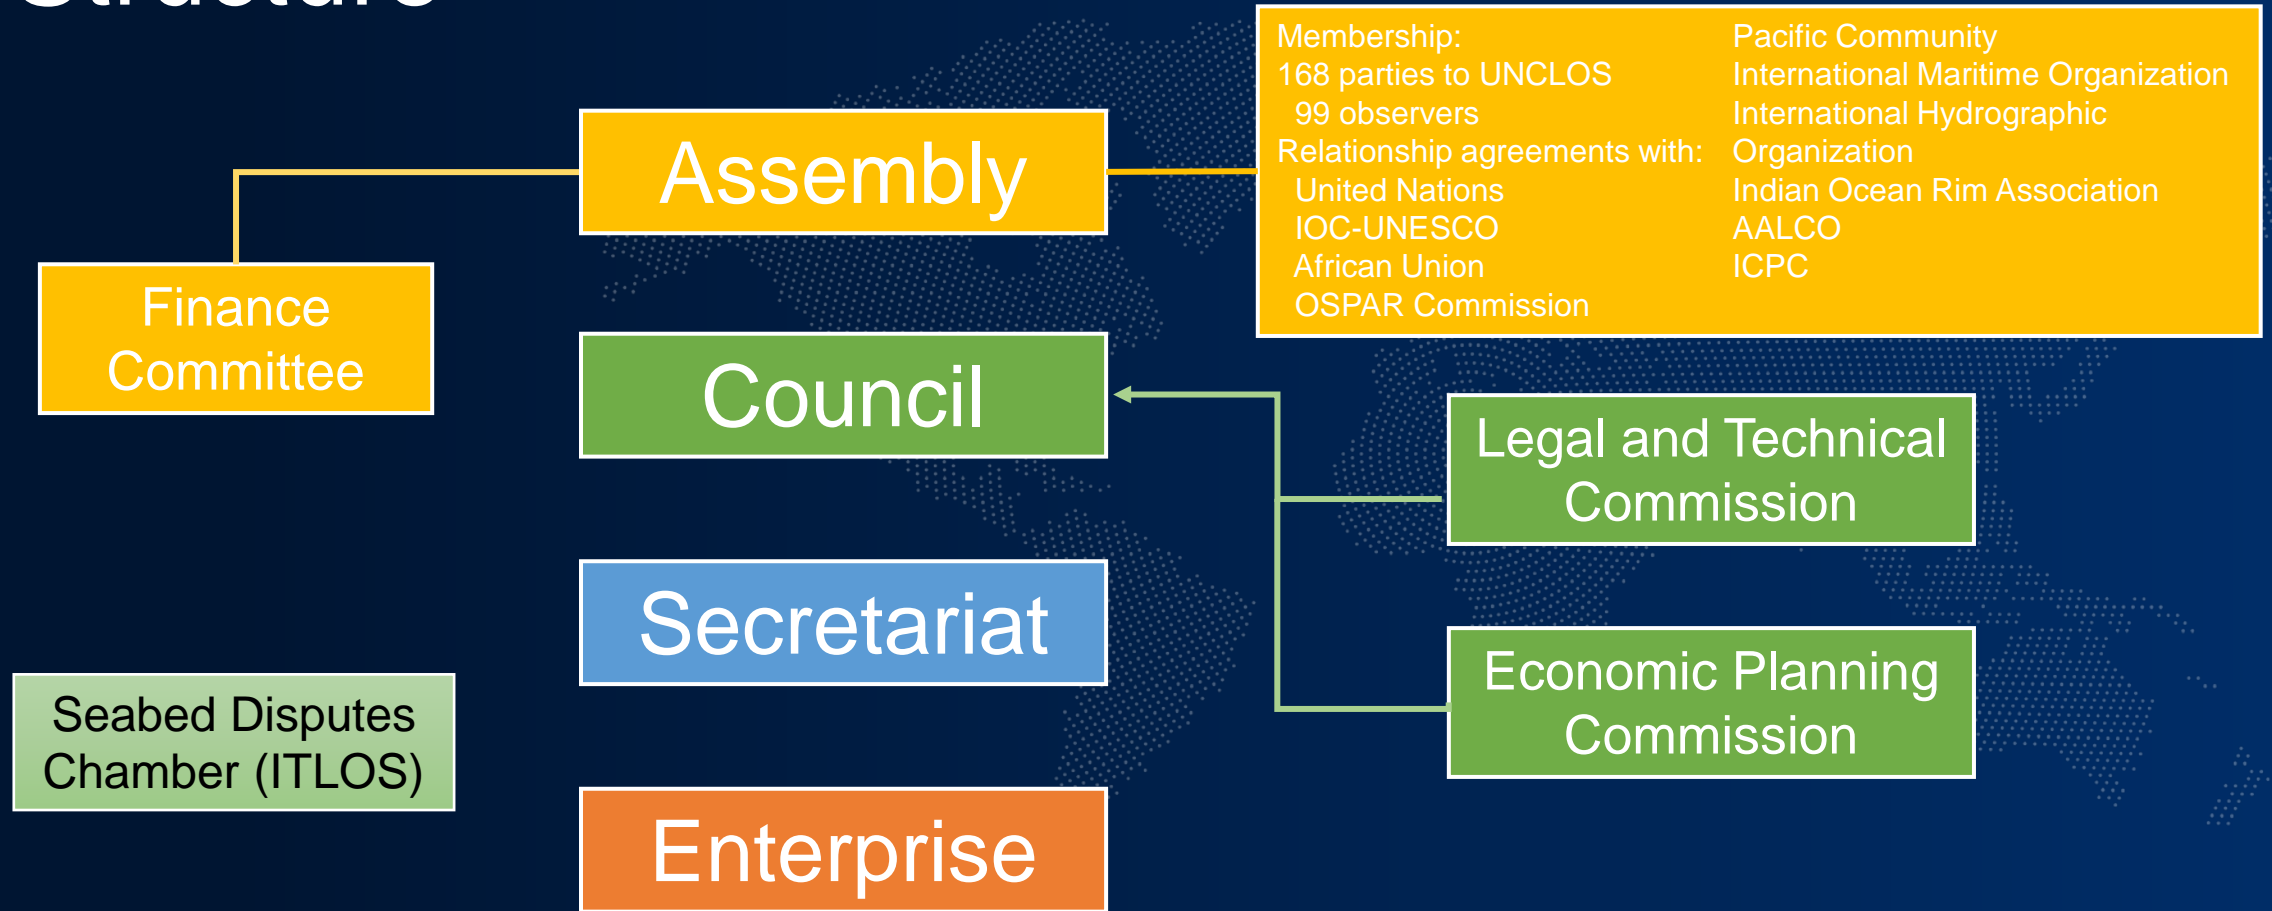 Structure
Membership:
168 parties to UNCLOS
99 observers
Relationship agreements with:
United Nations
IOC-UNESCO
African Union
OSPAR Commission
Pacific Community
International Maritime Organization
International Hydrographic
Organization
Indian Ocean Rim Association
AALCO
ICPC
Assembly
Finance
Committee
Council
Legal and Technical
Commission
Secretariat
Economic Planning
Commission
Seabed Disputes
Chamber (ITLOS)
Enterprise